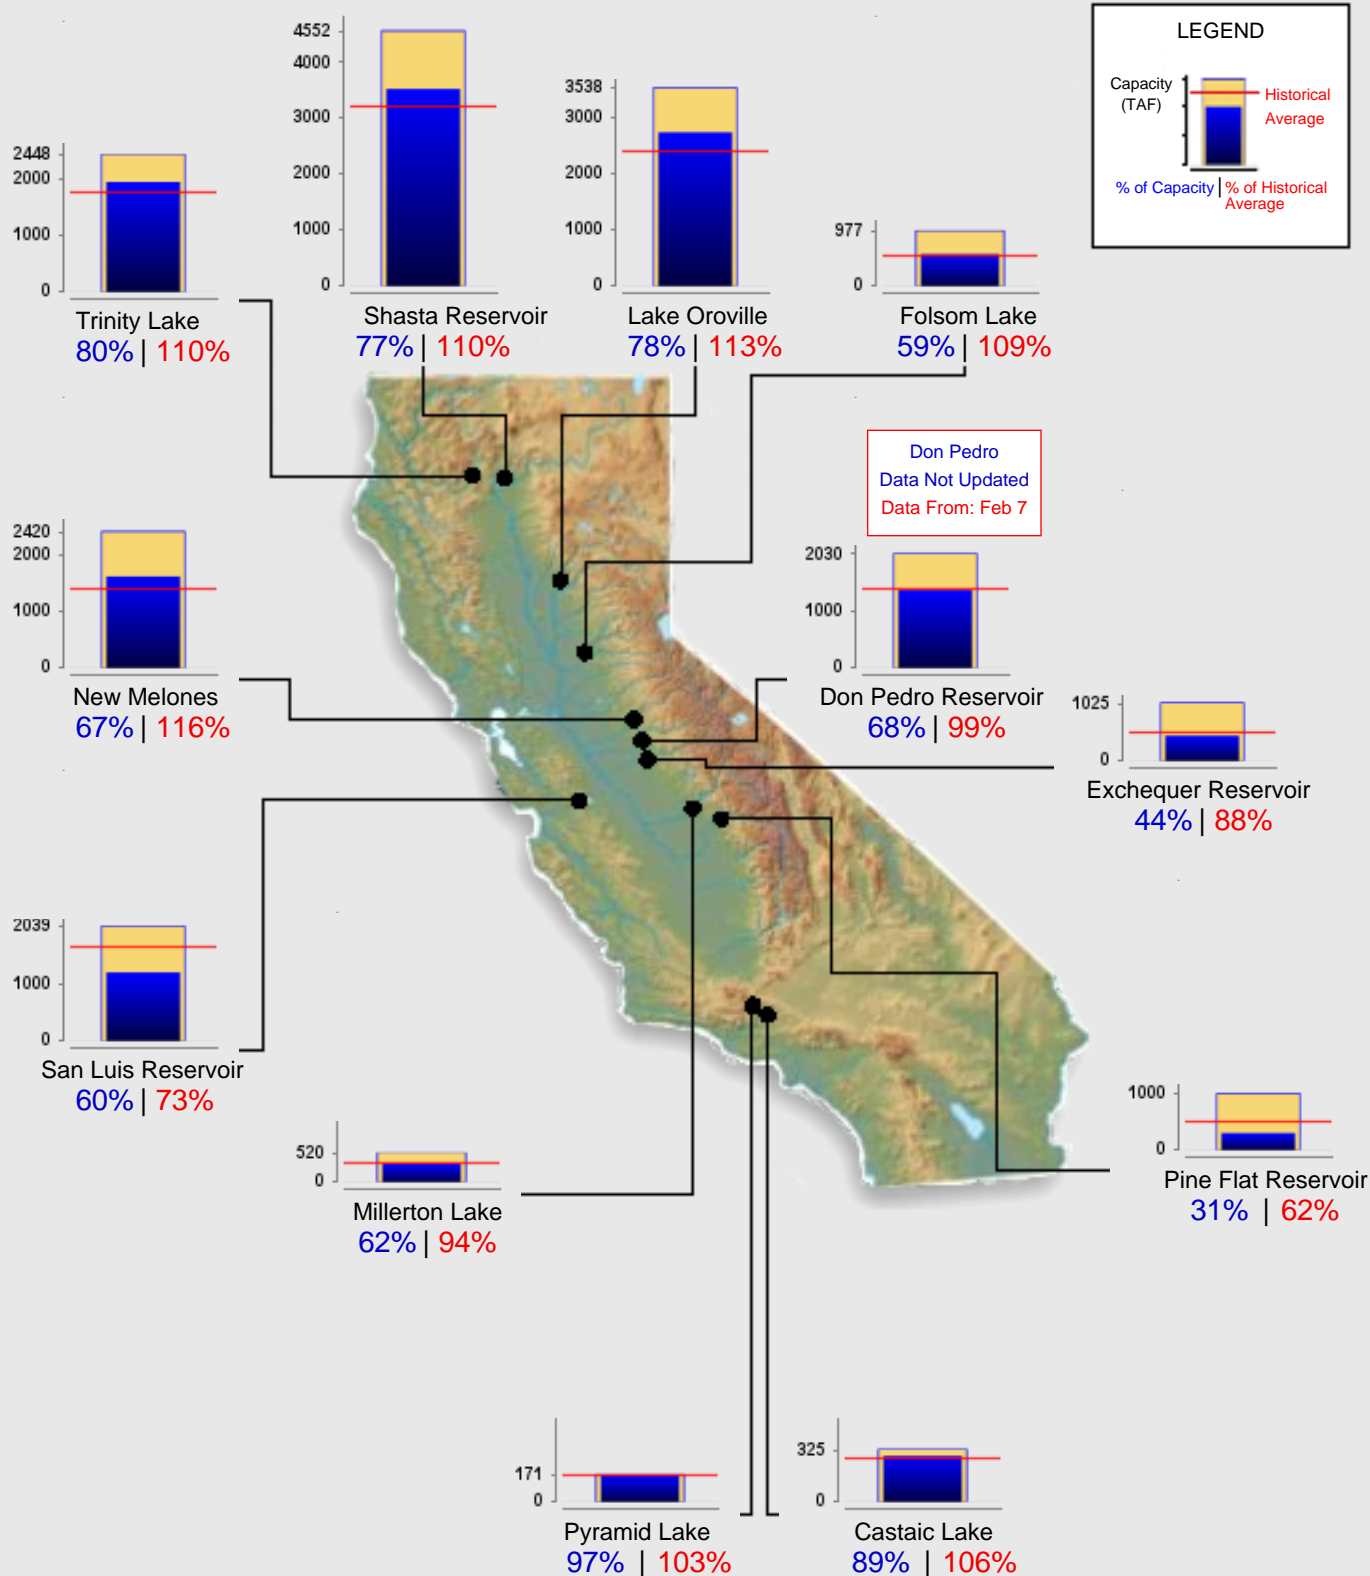 LEGEND
Capacity
(TAF)
Historical
Average
% of Capacity | % of Historical
Average
4552
4000
3000
2000
1000
0
Shasta Reservoir
77% | 110%
3538
3000
2000
1000
0
Lake Oroville
78% | 113%
2448
2000
1000
0
Trinity Lake
80% | 110%
977
0
Folsom Lake
59% | 109%
Don Pedro
Data Not Updated
Data From: Feb 7
2420
2000
1000
0
New Melones
67% | 116%
2030
1000
0
Don Pedro Reservoir
68% | 99%
1025
0
Exchequer Reservoir
44% | 88%
2039
1000
0
San Luis Reservoir
60% | 73%
520
0
Millerton Lake
62% | 94%
1000
0
Pine Flat Reservoir
31% | 62%
171
0
Pyramid Lake
97% | 103%
325
0
Castaic Lake
89% | 106%